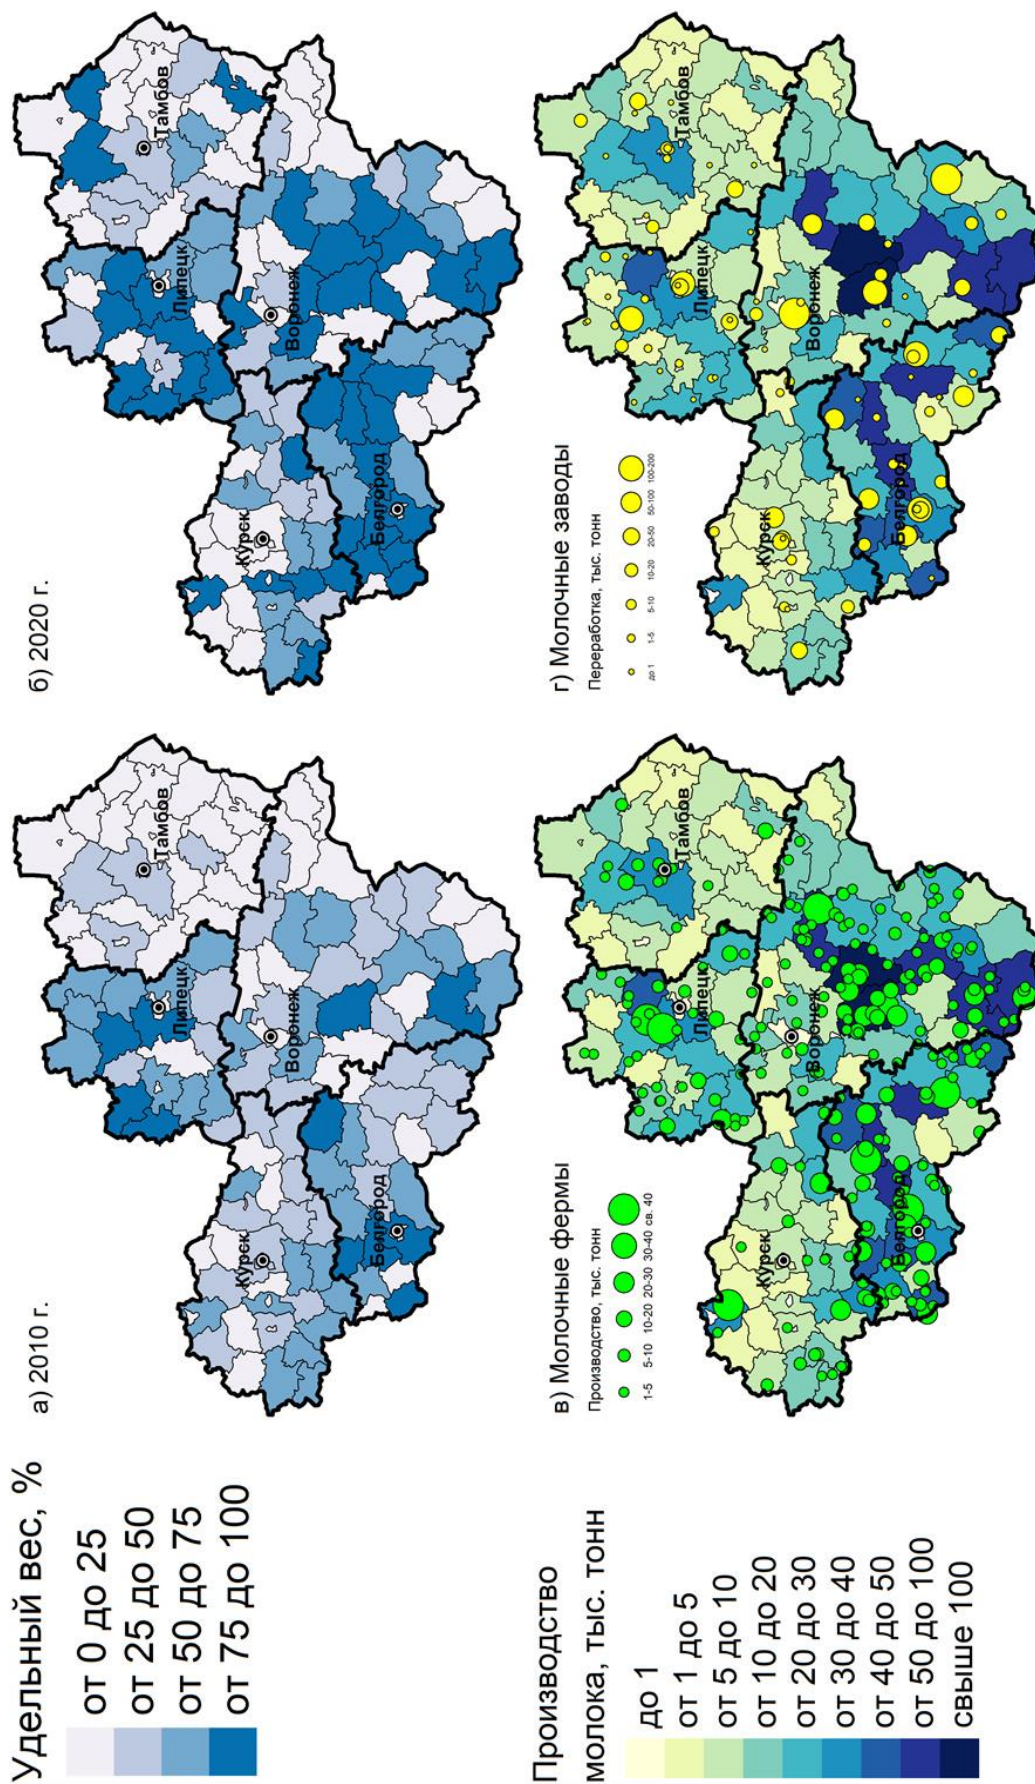 Удельный вес, %
от 0 до 25
от 25 до 50
от 50 до 75
от 75 до 100
а) 2010 г.
Курск
Белгород
Воронеж
Липецк
Тамбов
б) 2020 г.
Курск
Белгород
Воронеж
Липецк
Тамбов
Производство
молока, тыс. тонн
до 1
от 1 до 5
от 5 до 10
от 10 до 20
от 20 до 30
от 30 до 40
от 40 до 50
от 50 до 100
свыше 100
в) Молочные фермы
Производство, тыс. тонн
1-5 5-10 10-20 20-30 30-40 св. 40
Курск
Белгород
Воронеж
Липецк
Тамбов
г) Молочные заводы
Переработка, тыс. тонн
до 1 1-5 5-10 10-20 20-50 50-100 100-200
Курск
Белгород
Воронеж
Липецк
Тамбов